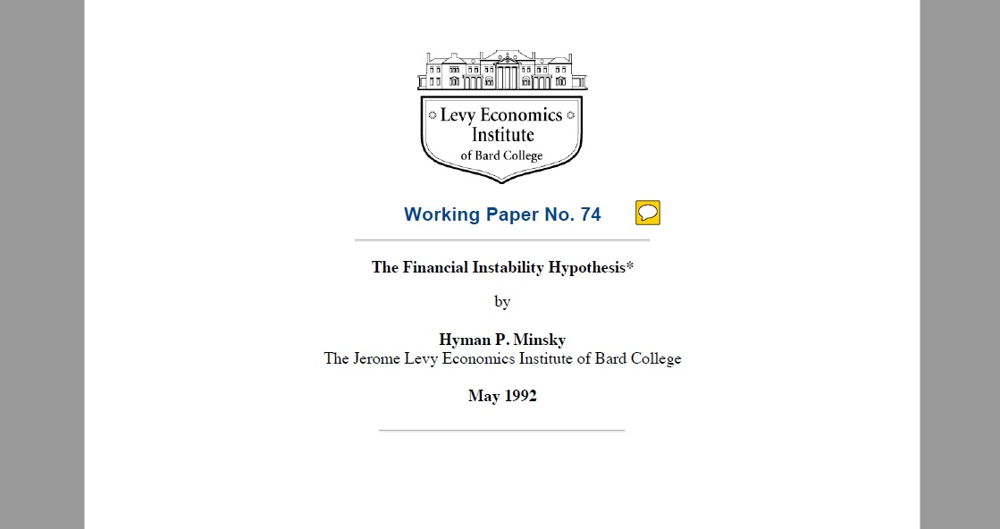 Levy Economics
Institute
of Bard College
Working Paper No. 74
The Financial Instability Hypothesis*
by
Hyman P. Minsky
The Jerome Levy Economics Institute of Bard College
May 1992